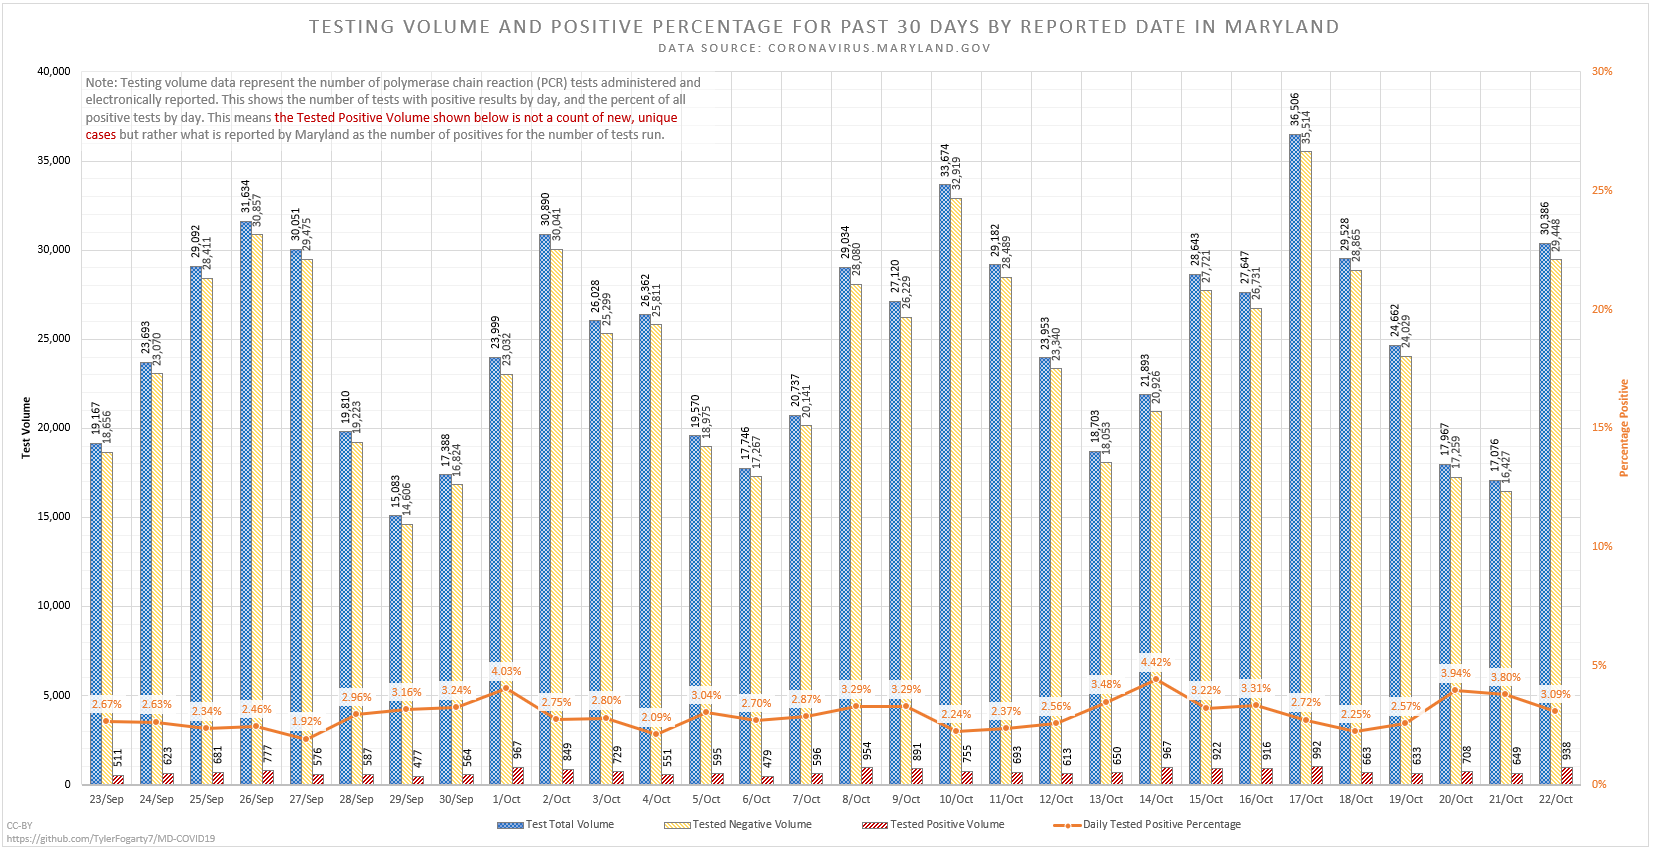 TESTING VOLUME AND POSITIVE PERCENTAGE FOR PAST 30 DAYS BY REPORTED DATE IN MARYLAND
DATA SOURCE: CORONAVIRUS.MARYLAND.GOV
Note: Testing volume data represent the number of polymerase chain reaction (PCR) tests administered and
electronically reported. This shows the number of tests with positive results by day, and the percent of all
positive tests by day. This means the Tested Positive Volume shown below is not a count of new, unique
cases but rather what is reported by Maryland as the number of positives for the number of tests run.
Test Volume
40,000
35,000
30,000
25,000
20,000
15,000
10,000
5,000
0
Percentage Positive
30%
25%
20%
15%
10%
5%
0%
19,167 18,656 2.67% 511
23,693 23,070 2.63% 623
29,092 28,411 2.34% 681
31,634 30,857 2.46% 777
30,051 29,475 1.92% 576
19,810 19,223 2.96% 587
15,083 14,606 3.16% 477
17,388 16,824 3.24% 564
23,999 23,032 4.03% 967
30,890 30,041 2.75% 849
26,028 25,299 2.80% 729
26,362 25,811 2.09% 551
19,570 18,975 3.04% 595
17,746 17,267 2.70% 479
20,737 20,141 2.87% 596
29,034 28,080 3.29% 954
27,120 26,229 3.29% 891
33,674 32,919 2.24% 755
29,182 28,489 2.37% 693
23,953 23,340 2.56% 613
18,703 18,053 3.48% 650
21,893 20,926 4.42% 967
28,643 27,721 3.22% 922
27,647 26,731 3.31% 916
36,506 35,514 2.72% 992
29,528 28,865 2.25% 663
24,662 24,029 2.57% 633
17,967 17,259 3.94% 708
17,076 16,427 3.80% 649
30,386 29,448 3.09% 938
23/Sep 24/Sep 25/Sep 26/Sep 27/Sep 28/Sep 29/Sep 30/Sep 1/Oct 2/Oct 3/Oct 4/Oct 5/Oct 6/Oct 7/Oct 8/Oct 9/Oct 10/Oct 11/Oct 12/Oct 13/Oct 14/Oct 15/Oct 16/Oct 17/Oct 18/Oct 19/Oct 20/Oct 21/Oct 22/Oct
Test Total Volume Tested Negative Volume Tested Positive Volume Daily Tested Positive Percentage
CC-BY
https://github.com/TylerFogarty7/MD-COVID19